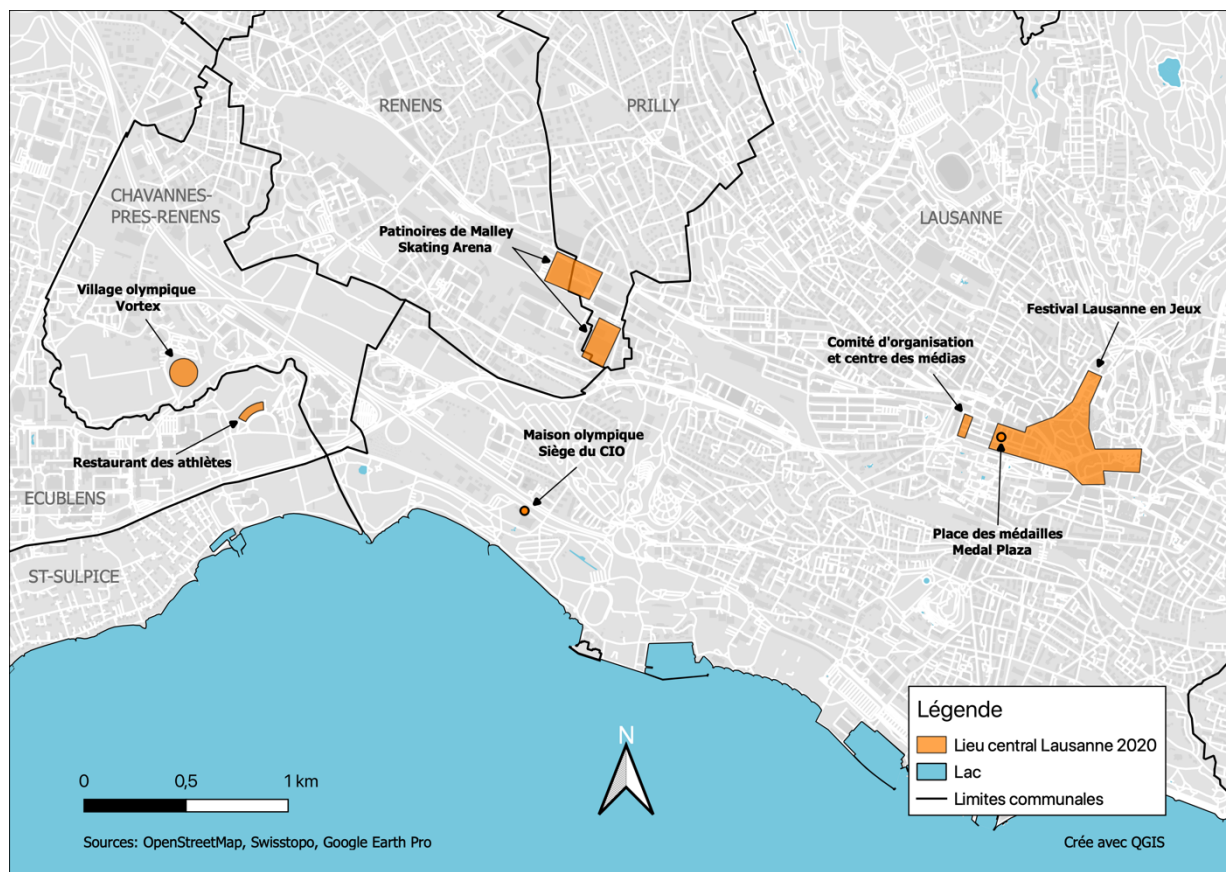 RENENS
PRILLY
CHAVANNES-
PRES-RENENS
LAUSANNE
Patinoires de Malley
Skating Arena
Village olympique
Vortex
Festival Lausanne en Jeux
Comité d'organisation
et centre des médias
Maison olympique
Siège du CIO
Restaurant des athlètes
ECUBLENS
Place des médailles
Medal Plaza
ST-SULPICE
Légende
Lieu central Lausanne 2020
Lac
Limites communales
N
0 0,5 1 km
Sources: OpenStreetMap, Swisstopo, Google Earth Pro
Crée avec QGIS